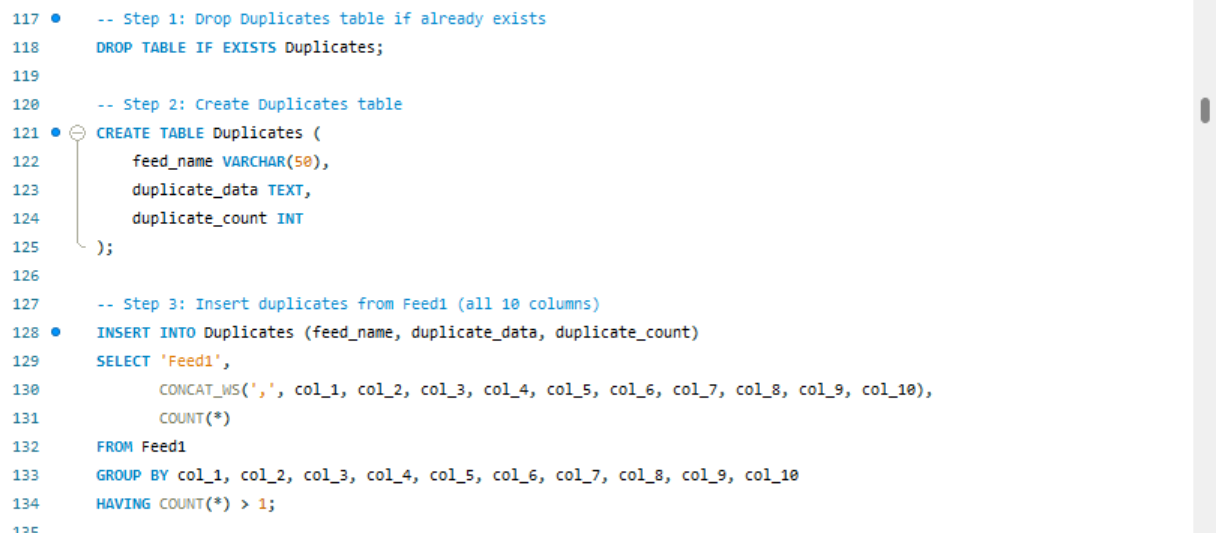 117 -- Step 1: Drop Duplicates table if already exists
118 DROP TABLE IF EXISTS Duplicates;
119
120 -- Step 2: Create Duplicates table
121 CREATE TABLE Duplicates (
122 feed_name VARCHAR(50),
123 duplicate_data TEXT,
124 duplicate_count INT
125 );
126
127 -- Step 3: Insert duplicates from Feed1 (all 10 columns)
128 INSERT INTO Duplicates (feed_name, duplicate_data, duplicate_count)
129 SELECT 'Feed1',
130 CONCAT_WS(',', col_1, col_2, col_3, col_4, col_5, col_6, col_7, col_8, col_9, col_10),
131 COUNT(*)
132 FROM Feed1
133 GROUP BY col_1, col_2, col_3, col_4, col_5, col_6, col_7, col_8, col_9, col_10
134 HAVING COUNT(*) > 1;
135